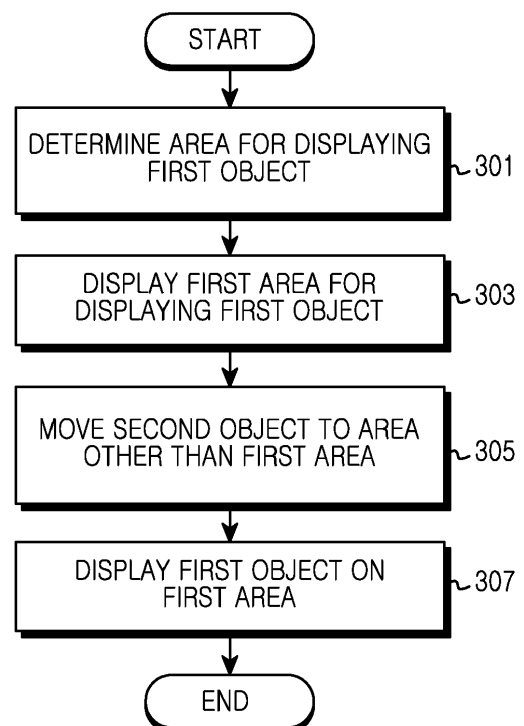 START
DETERMINE AREA FOR DISPLAYING
FIRST OBJECT
301
DISPLAY FIRST AREA FOR
DISPLAYING FIRST OBJECT
303
MOVE SECOND OBJECT TO AREA
OTHER THAN FIRST AREA
305
DISPLAY FIRST OBJECT ON
FIRST AREA
307
END